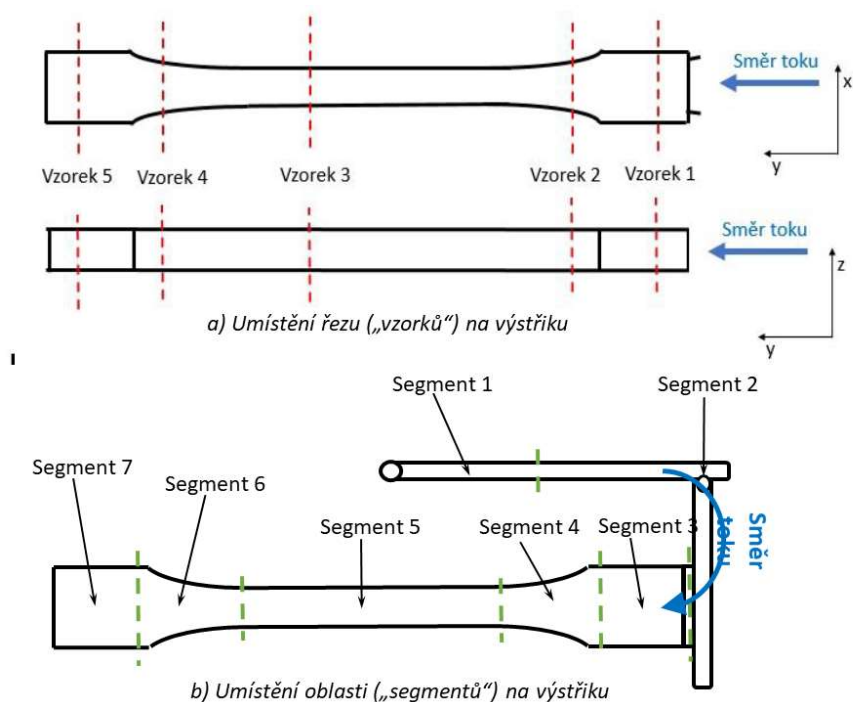 Směr toku
x
y
Vzorek 5
Vzorek 4
Vzorek 3
Vzorek 2
Vzorek 1
Směr toku
z
y
a) Umístění řezu („vzorků“) na výstřiku
Segment 1
Segment 2
Segment 7
Segment 6
Segment 5
Segment 4
Segment 3
Směr
toku
b) Umístění oblasti („segmentů“) na výstřiku